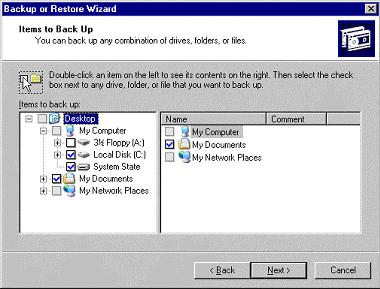 Backup or Restore Wizard
Items to Back Up
You can back up any combination of drives, folders, or files.
Double-click an item on the left to see its contents on the right. Then select the check
box next to any drive, folder, or file that you want to back up.
Items to back up:
Desktop
My Computer
3½ Floppy (A:)
Local Disk (C:)
System State
My Documents
My Network Places
Name Comment
My Computer
My Documents
My Network Places
< Back Next > Cancel